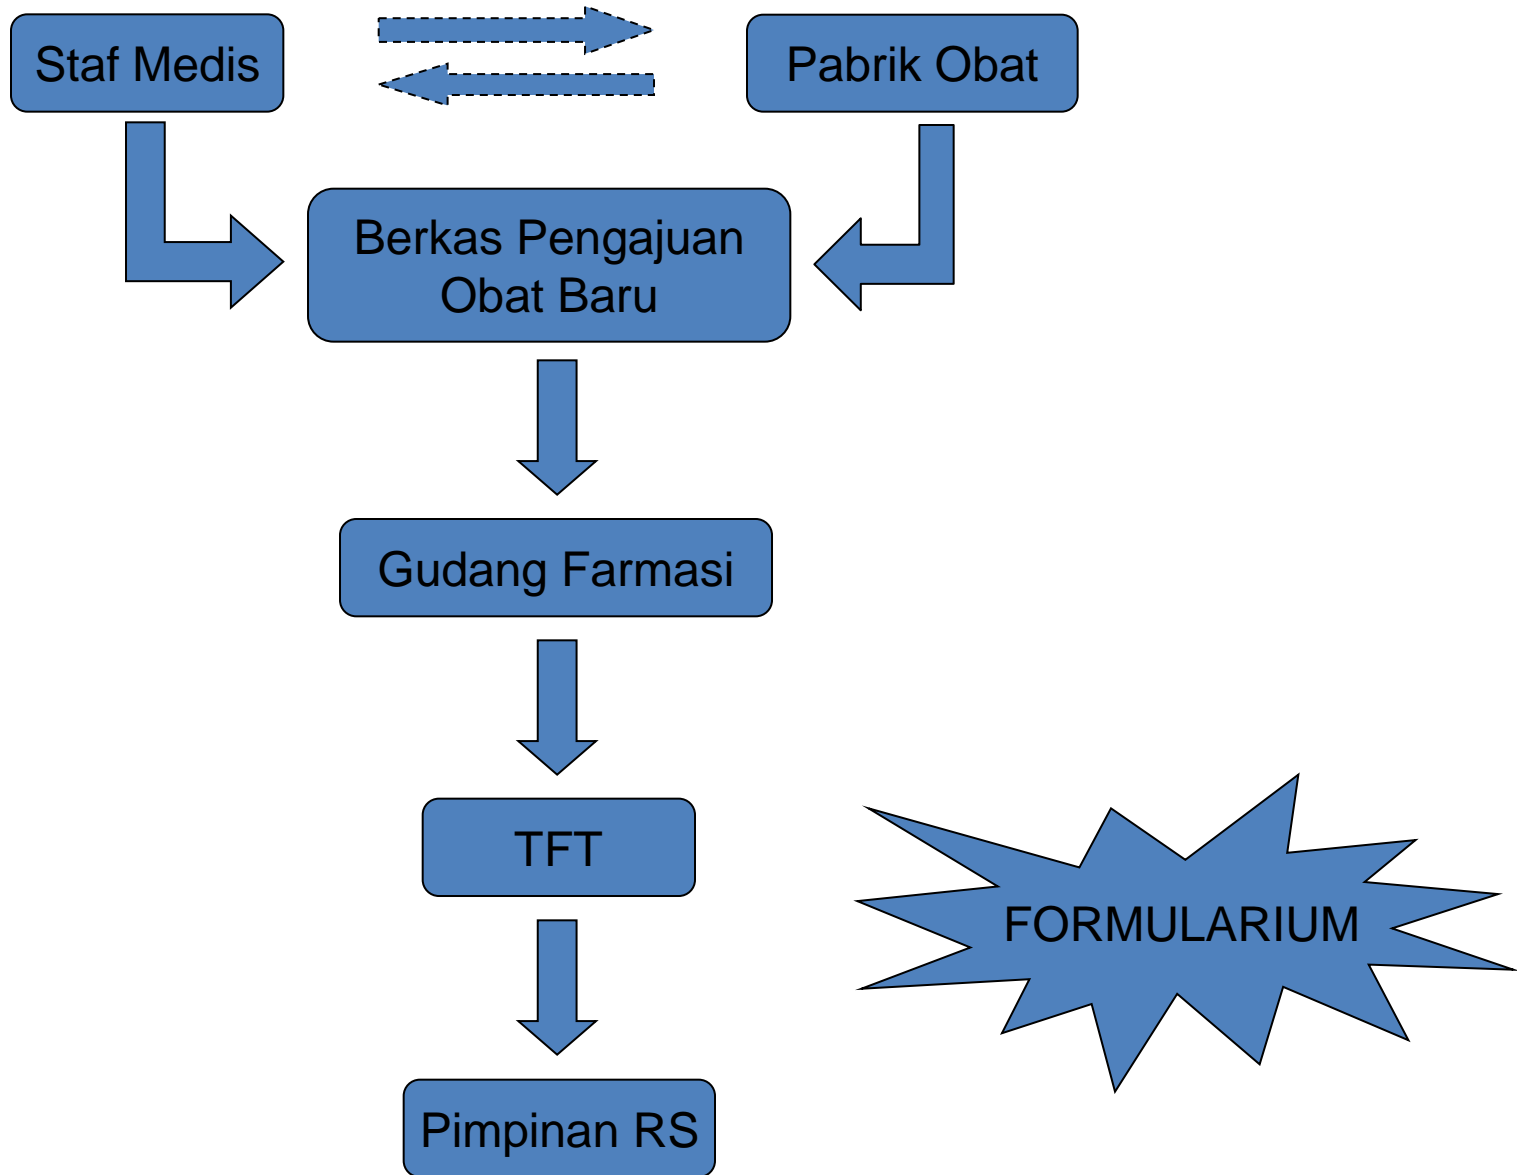 Staf Medis
Pabrik Obat
Berkas Pengajuan
Obat Baru
Gudang Farmasi
TFT
FORMULARIUM
Pimpinan RS